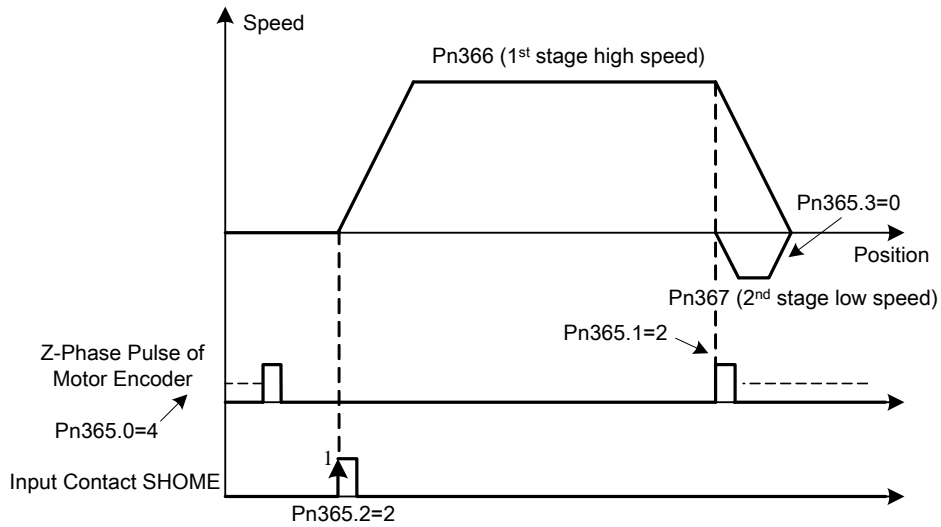 Speed
Pn366 (1st stage high speed)
Pn365.3=0
Position
Pn367 (2nd stage low speed)
Pn365.1=2
Z-Phase Pulse of
Motor Encoder
Pn365.0=4
1
Input Contact SHOME
Pn365.2=2